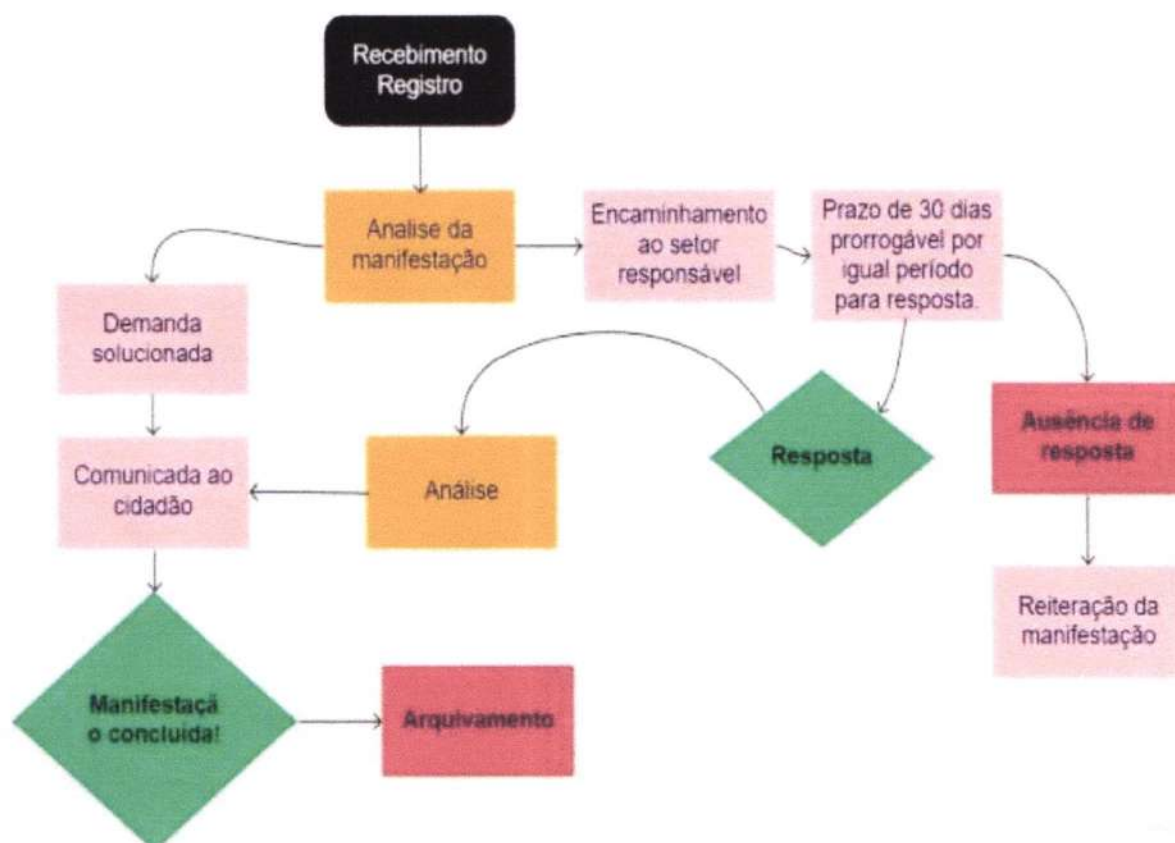 Recebimento
Registro
Analise da
manifestação
Encaminhamento
ao setor
responsável
Prazo de 30 dias
prorrogável por
igual período
para resposta.
Demanda
solucionada
Resposta
Ausência de
resposta
Comunicada ao
cidadão
Análise
Reiteração da
manifestação
Manifestaçã
o concluida!
Arquivamento